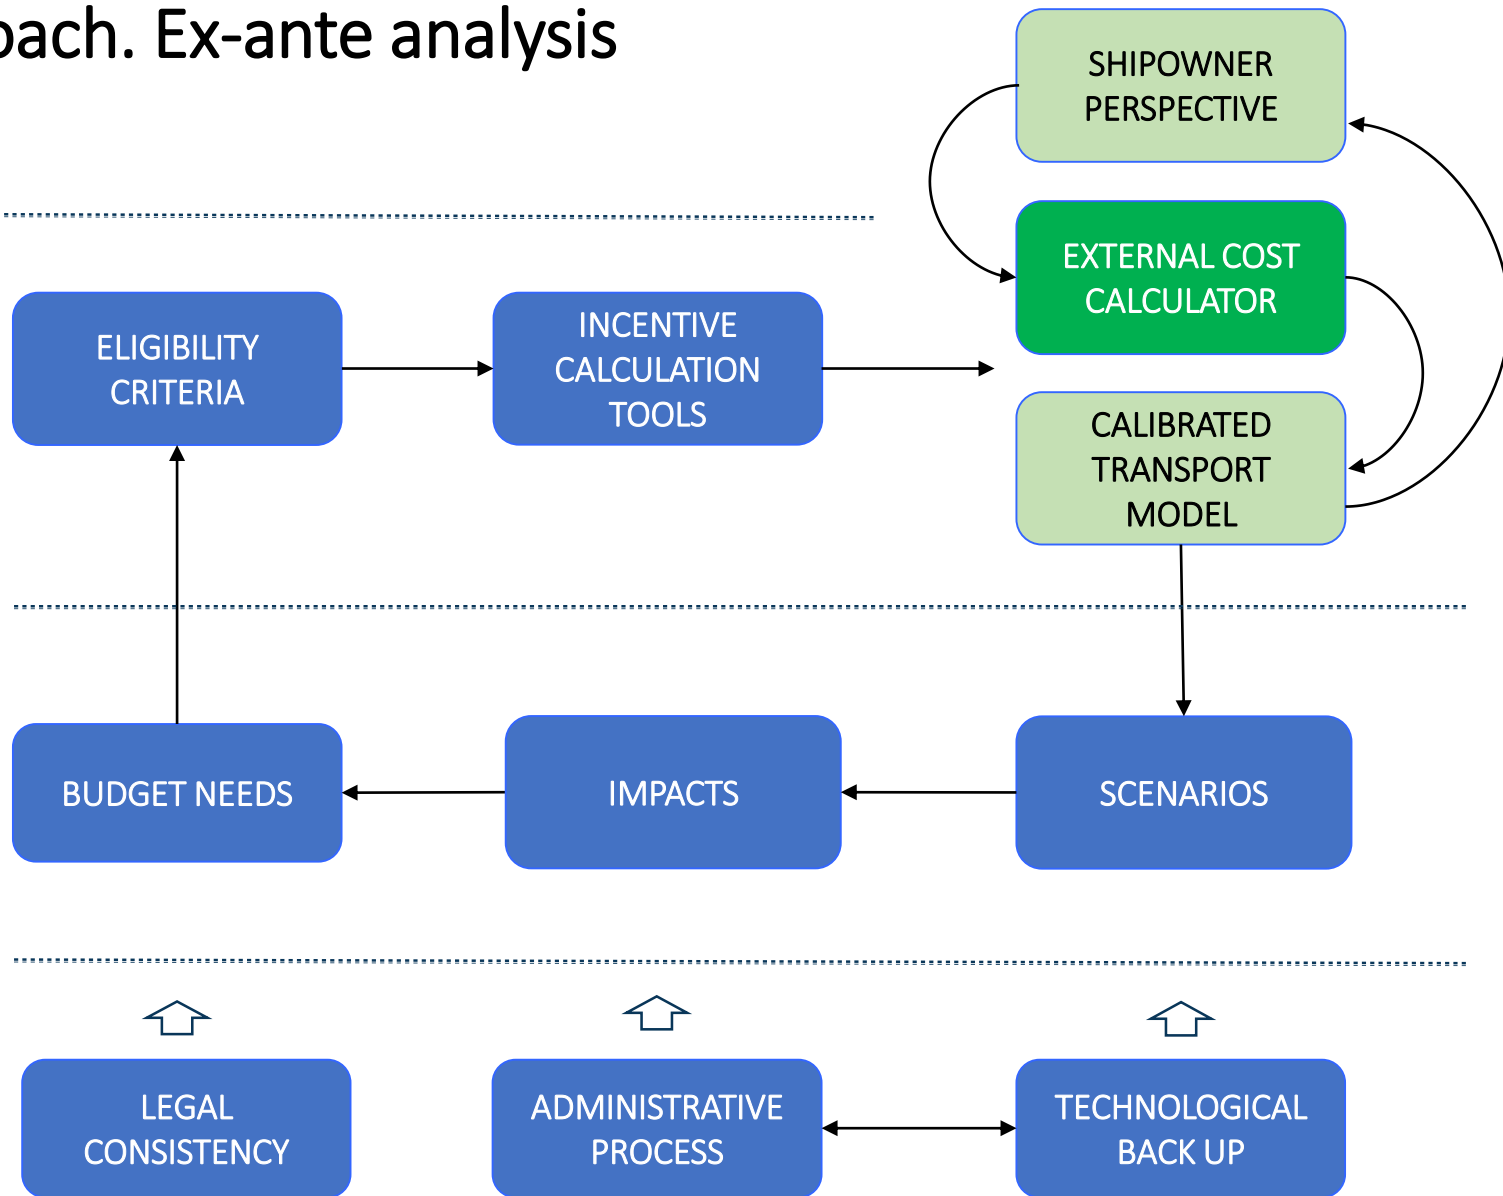 oach. Ex-ante analysis
SHIPOWNER
PERSPECTIVE
EXTERNAL COST
CALCULATOR
ELIGIBILITY
CRITERIA
INCENTIVE
CALCULATION
TOOLS
CALIBRATED
TRANSPORT
MODEL
BUDGET NEEDS
IMPACTS
SCENARIOS
LEGAL
CONSISTENCY
ADMINISTRATIVE
PROCESS
TECHNOLOGICAL
BACK UP